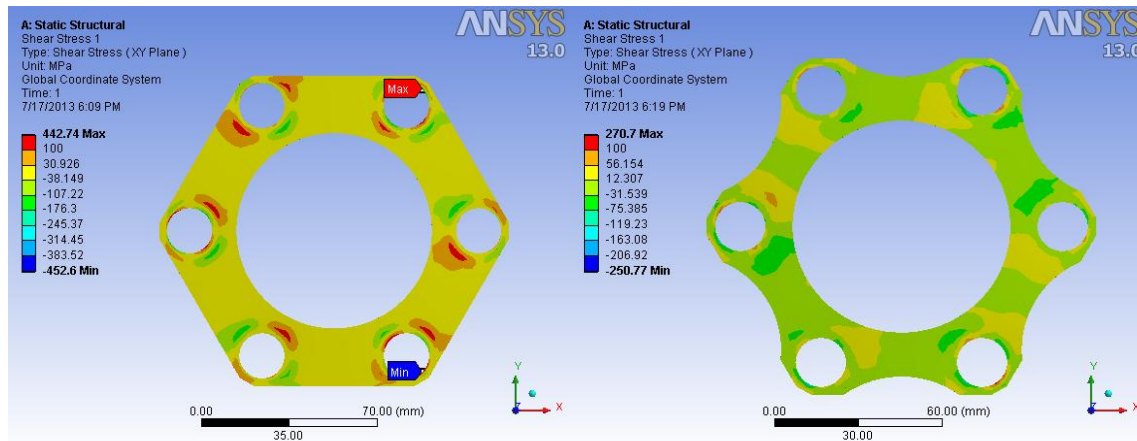 A: Static Structural
Shear Stress 1
Type: Shear Stress ( XY Plane )
Unit: MPa
Global Coordinate System
Time: 1
7/17/2013 6:09 PM
442.74 Max
100
30.926
-38.149
-107.22
-176.3
-245.37
-314.45
-383.52
-452.6 Min
ANSYS
13.0
Max
Min
0.00
70.00 (mm)
35.00
Y
Z
X
A: Static Structural
Shear Stress 1
Type: Shear Stress ( XY Plane )
Unit: MPa
Global Coordinate System
Time: 1
7/17/2013 6:19 PM
270.7 Max
100
56.154
12.307
-31.539
-75.385
-119.23
-163.08
-206.92
-250.77 Min
ANSYS
13.0
0.00
60.00 (mm)
30.00
Y
Z
X